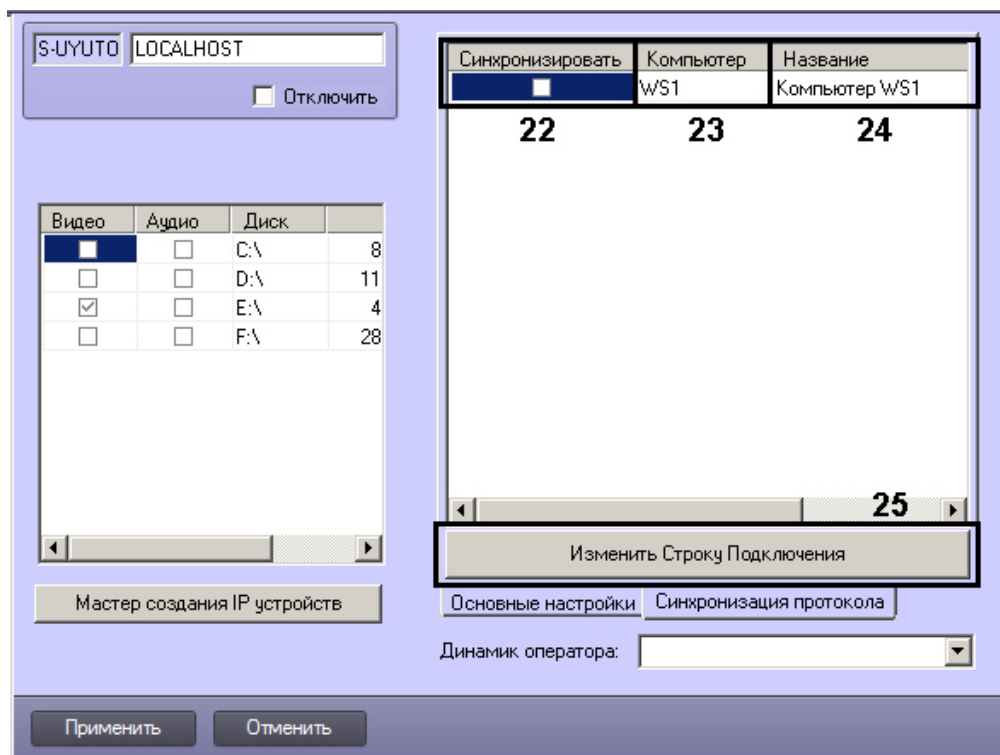 S-UYUTO LOCALHOST
Отключить
Синхронизировать Компьютер Название
WS1 Компьютер WS1
22 23 24
Видео Аудио Диск
C:\ 8
D:\ 11
E:\ 4
F:\ 28
25
Изменить Строку Подключения
Мастер создания IP устройств
Основные настройки Синхронизация протокола
Динамик оператора:
Применить Отменить